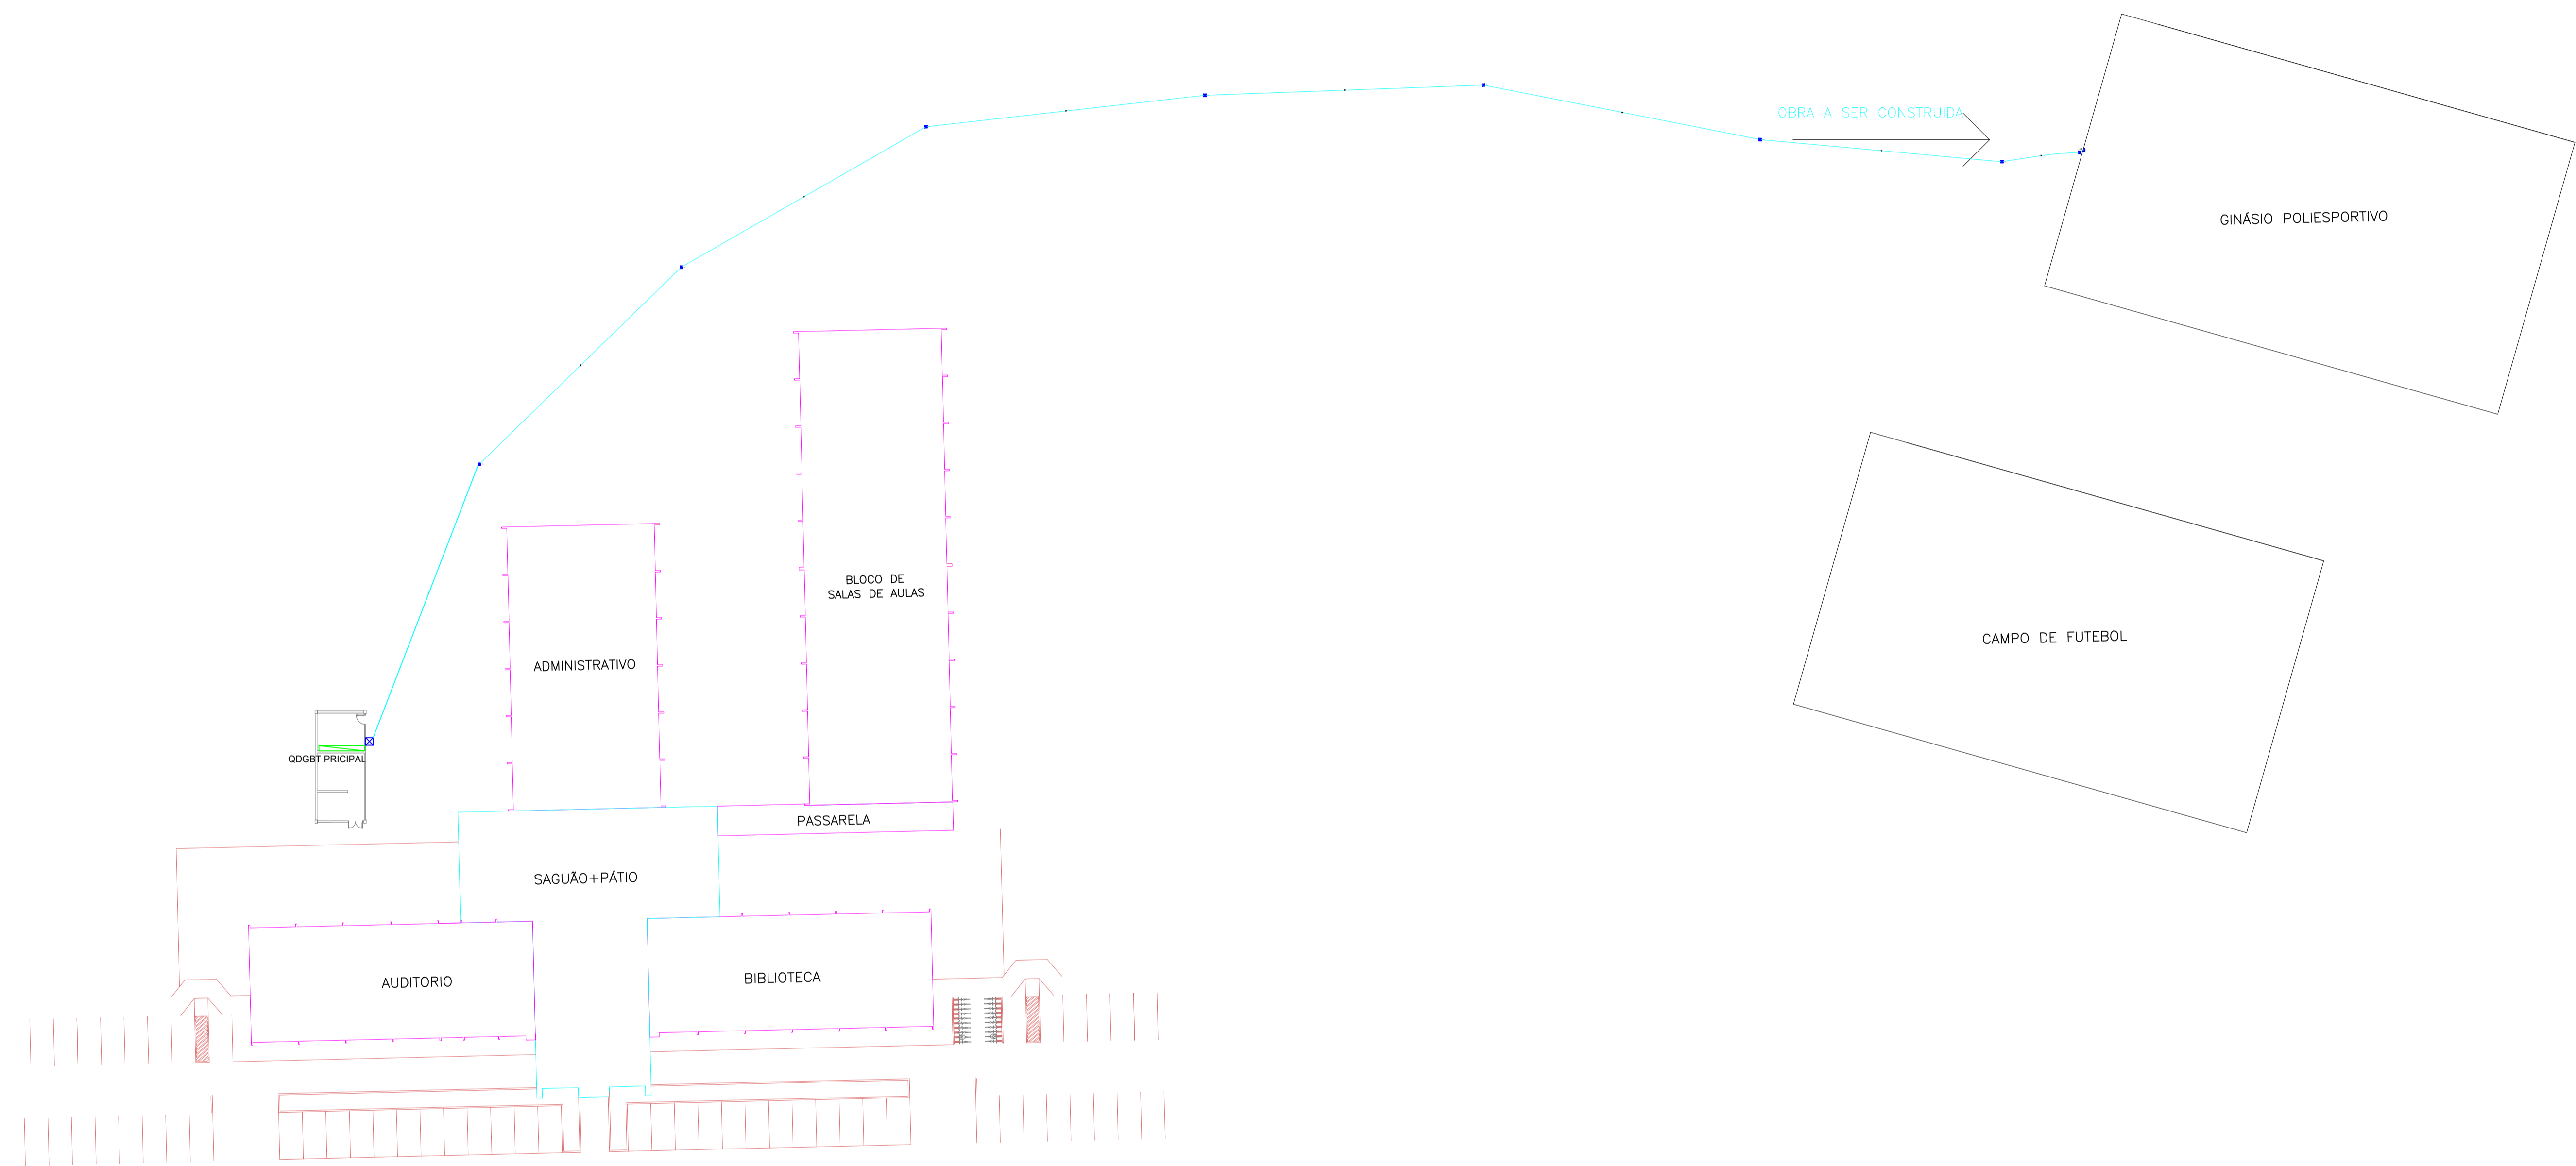 OBRA A SER CONSTRUIDA
GINÁSIO POLIESPORTIVO
BLOCO DE
SALAS DE AULAS
CAMPO DE FUTEBOL
ADMINISTRATIVO
QDGBT PRICIPAL
PASSARELA
SAGUÃO+PÁTIO
AUDITORIO
BIBLIOTECA